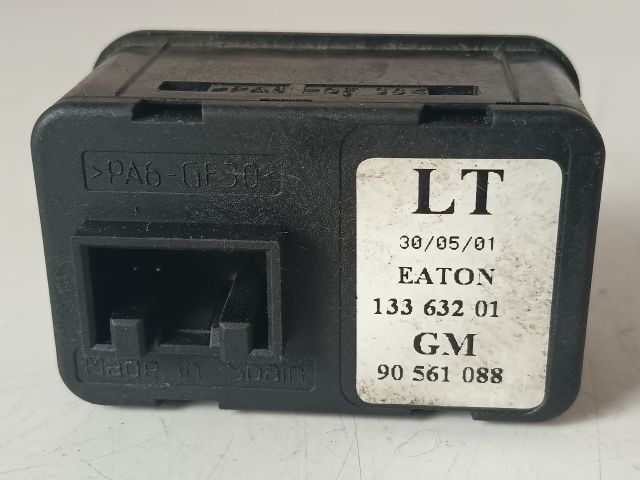 >PA6-GF30<
Made in Spain
LT
30/05/01
EATON
133 632 01
GM
90 561 088